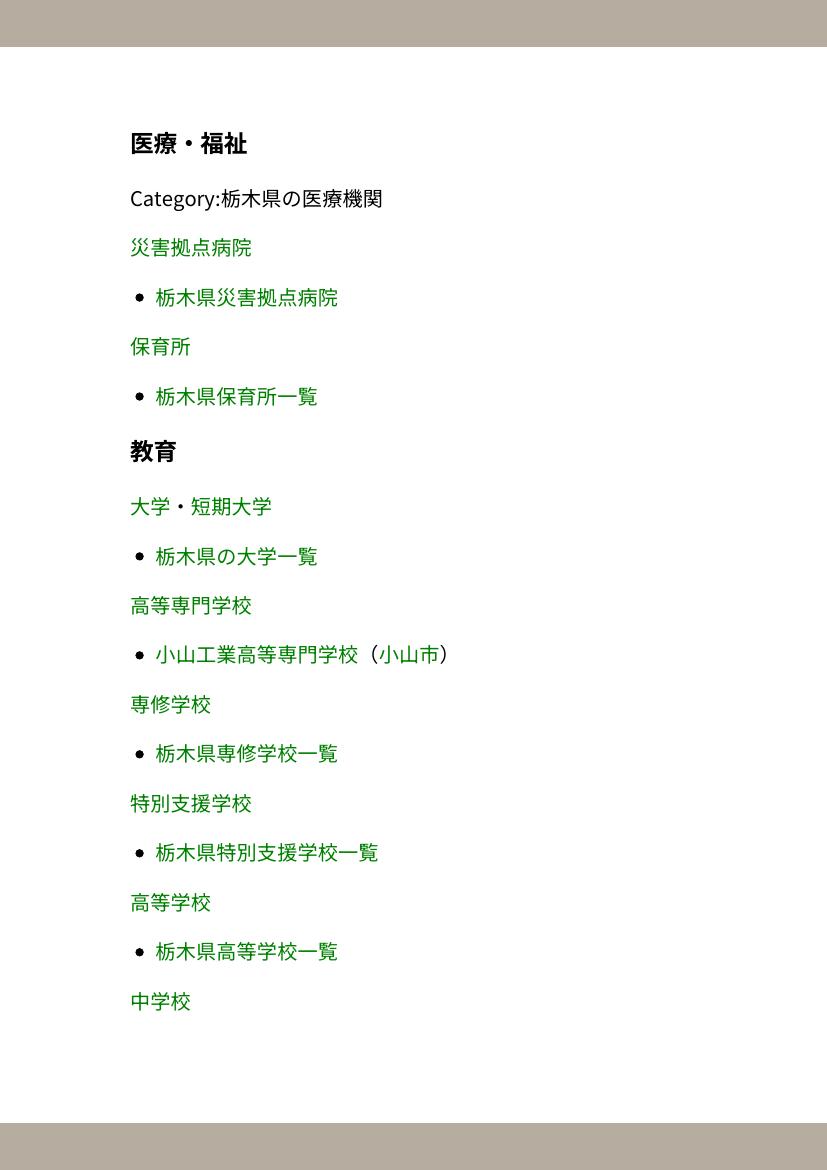 医療・福祉
Category:栃木県の医療機関
災害拠点病院
• 栃木県災害拠点病院
保育所
• 栃木県保育所一覧
教育
大学・短期大学
• 栃木県の大学一覧
高等専門学校
• 小山工業高等専門学校（小山市）
専修学校
• 栃木県専修学校一覧
特別支援学校
• 栃木県特別支援学校一覧
高等学校
• 栃木県高等学校一覧
中学校